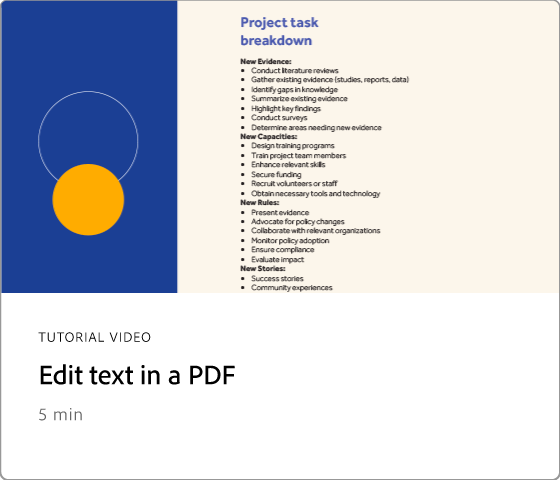 Project task
breakdown
New Evidence:
▪ Conduct literature reviews
▪ Gather existing evidence (studies, reports, data)
▪ Identify gaps in knowledge
▪ Summarize existing evidence
▪ Highlight key findings
▪ Conduct surveys
▪ Determine areas needing new evidence
New Capacities:
▪ Design training programs
▪ Train project team members
▪ Enhance relevant skills
▪ Secure funding
▪ Recruit volunteers or staff
▪ Obtain necessary tools and technology
New Rules:
▪ Present evidence
▪ Advocate for policy changes
▪ Collaborate with relevant organizations
▪ Monitor policy adoption
▪ Ensure compliance
▪ Evaluate impact
New Stories:
▪ Success stories
▪ Community experiences
TUTORIAL VIDEO
Edit text in a PDF
5 min